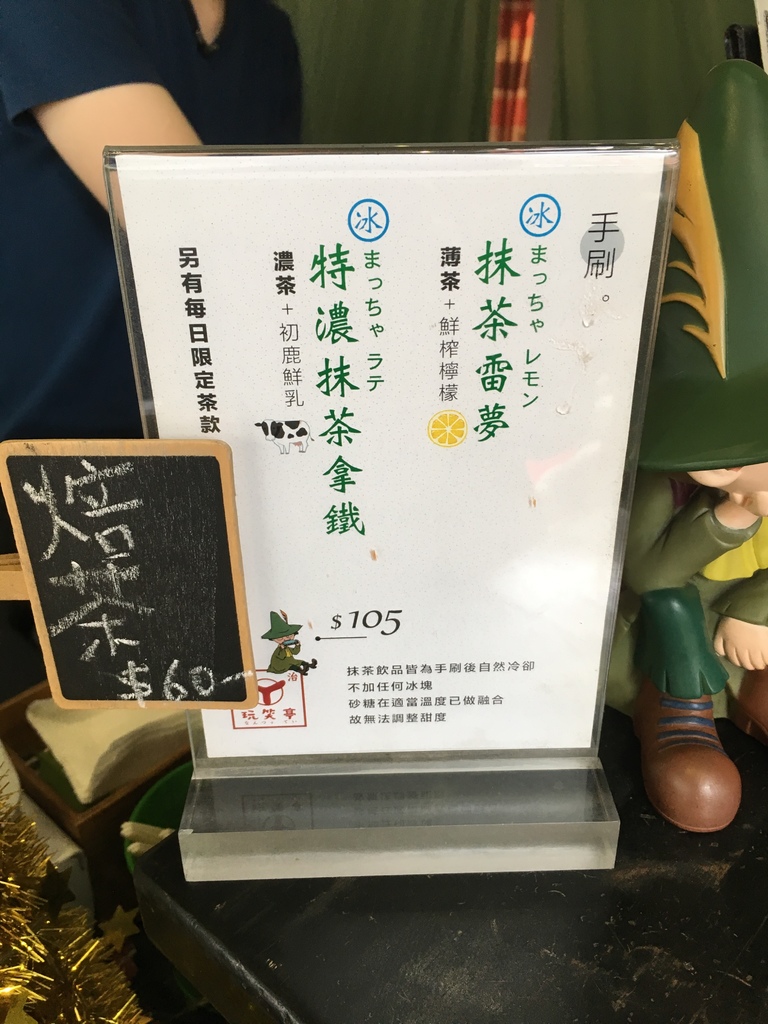 手刷。
冰
まっちゃ レモン
抹茶雷夢
薄茶+鮮榨檸檬
冰
まっちゃ ラテ
特濃抹茶拿鐵
濃茶+初鹿鮮乳
另有每日限定茶款
$105
抹茶飲品皆為手刷後自然冷卻
不加任何冰塊
砂糖在適當溫度已做融合
故無法調整甜度
治
玩笑亭
焙茶
$60-